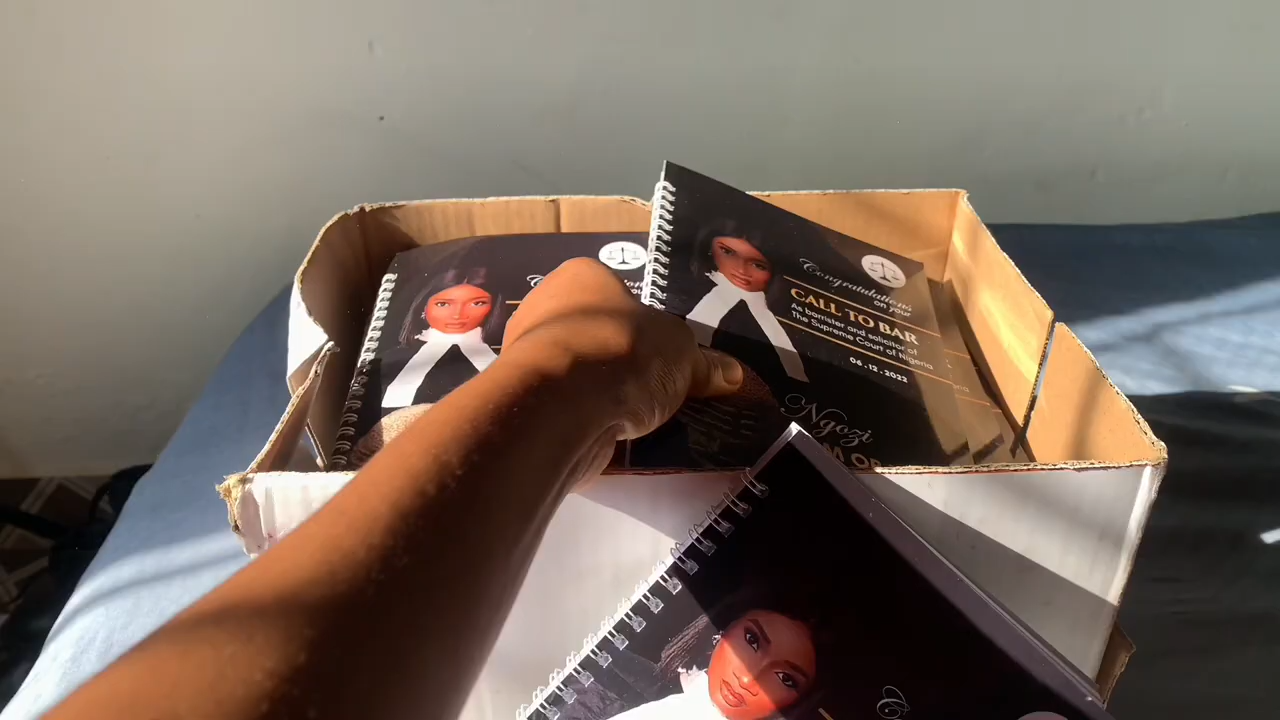 Congratulations
on your
CALL TO BAR
As barrister and solicitor of
The Supreme Court of Nigeria
06.12.2022
Ngozi